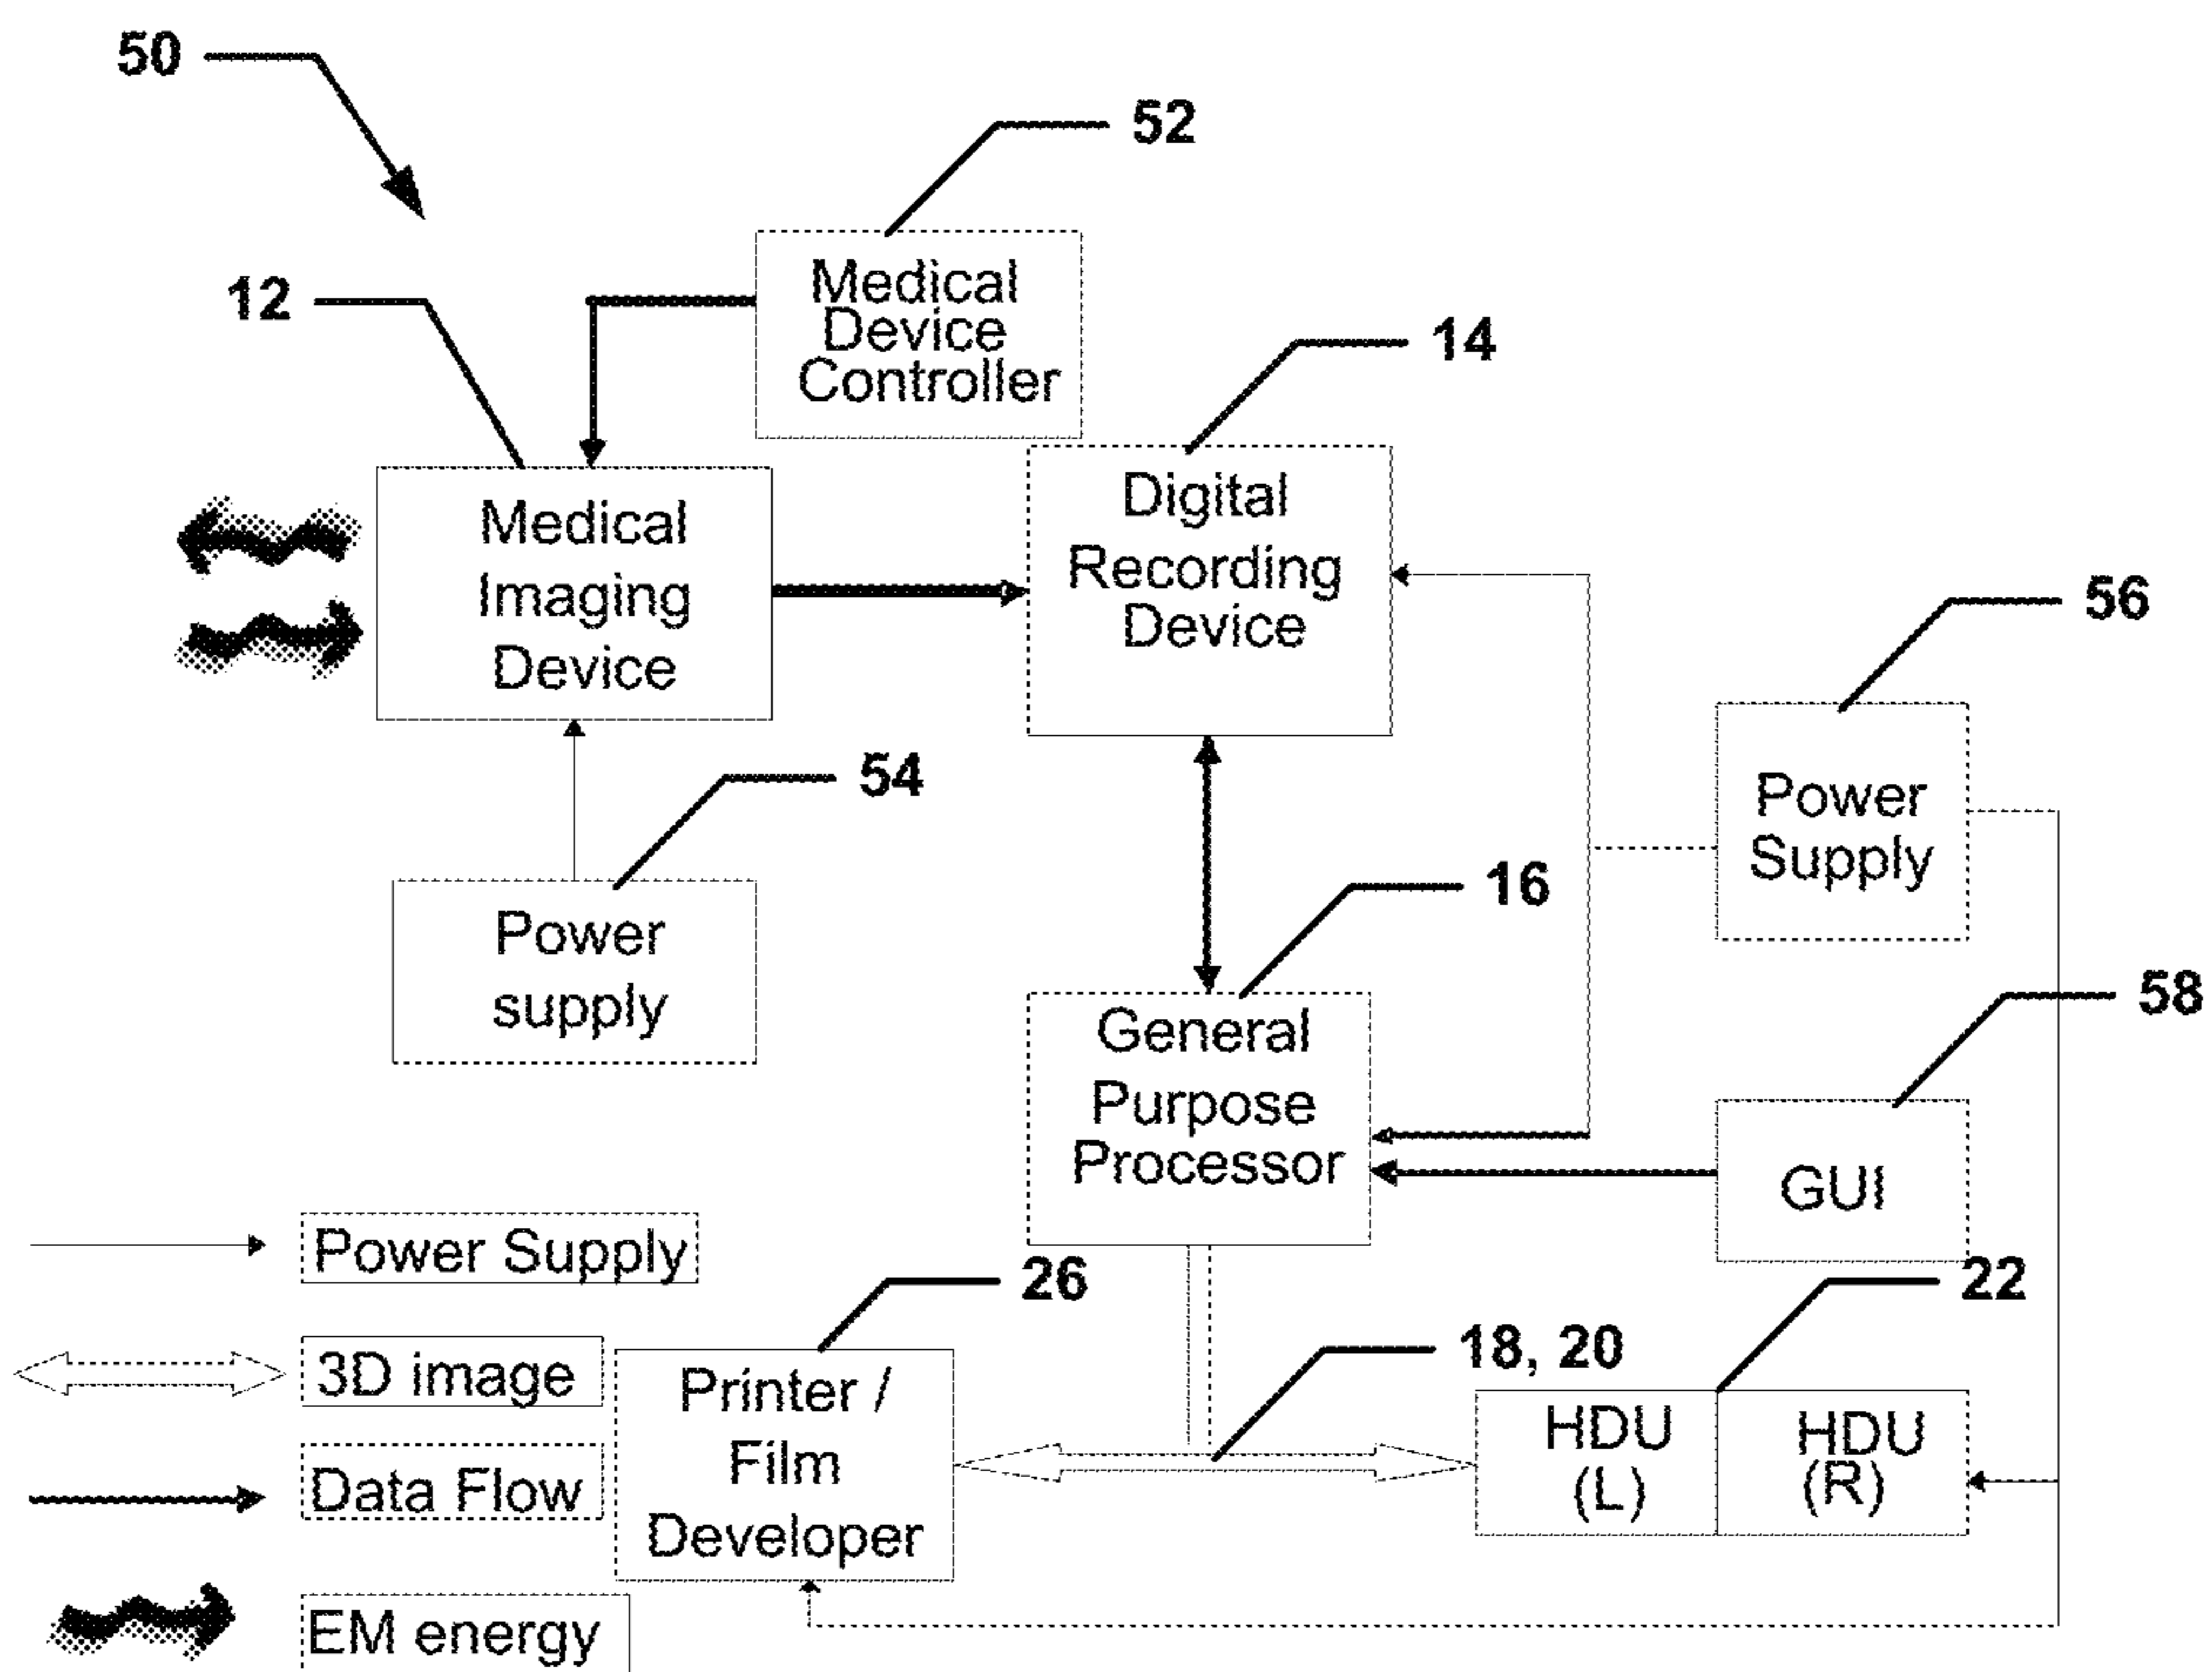 50
52
12
Medical
Device
Controller
14
Medical
Imaging
Device
Digital
Recording
Device
56
54
Power
Supply
16
Power
supply
58
General
Purpose
Processor
GUI
Power Supply
26
22
18, 20
3D image
Printer /
Film
Developer
HDU
(L)
HDU
(R)
Data Flow
EM energy